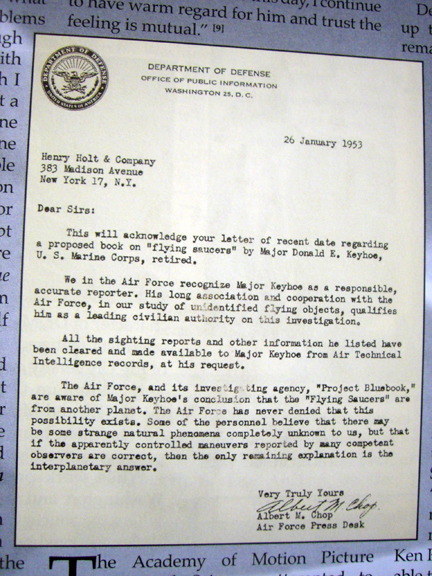 to have warm regard for him and trust the
feeling is mutual." [9]
DEPARTMENT OF DEFENSE
OFFICE OF PUBLIC INFORMATION
WASHINGTON 25, D. C.
26 January 1953
Henry Holt & Company
383 Madison Avenue
New York 17, N.Y.
Dear Sirs:
This will acknowledge your letter of recent date regarding
a proposed book on "flying saucers" by Major Donald E. Keyhoe,
U. S. Marine Corps, retired.
We in the Air Force recognize Major Keyhoe as a responsible,
accurate reporter. His long association and cooperation with the
Air Force, in our study of unidentified flying objects, qualifies
him as a leading civilian authority on this investigation.
All the sighting reports and other information he listed have
been cleared and made available to Major Keyhoe from Air Technical
Intelligence records, at his request.
The Air Force, and its investigating agency, "Project Bluebook,"
are aware of Major Keyhoe's conclusion that the "Flying Saucers" are
from another planet. The Air Force has never denied that this
possibility exists. Some of the personnel believe that there may
be some strange natural phenomena completely unknown to us, but that
if the apparently controlled maneuvers reported by many competent
observers are correct, then the only remaining explanation is the
interplanetary answer.
Very Truly Yours
Albert M Chop
Albert M. Chop
Air Force Press Desk
The Academy of Motion Picture